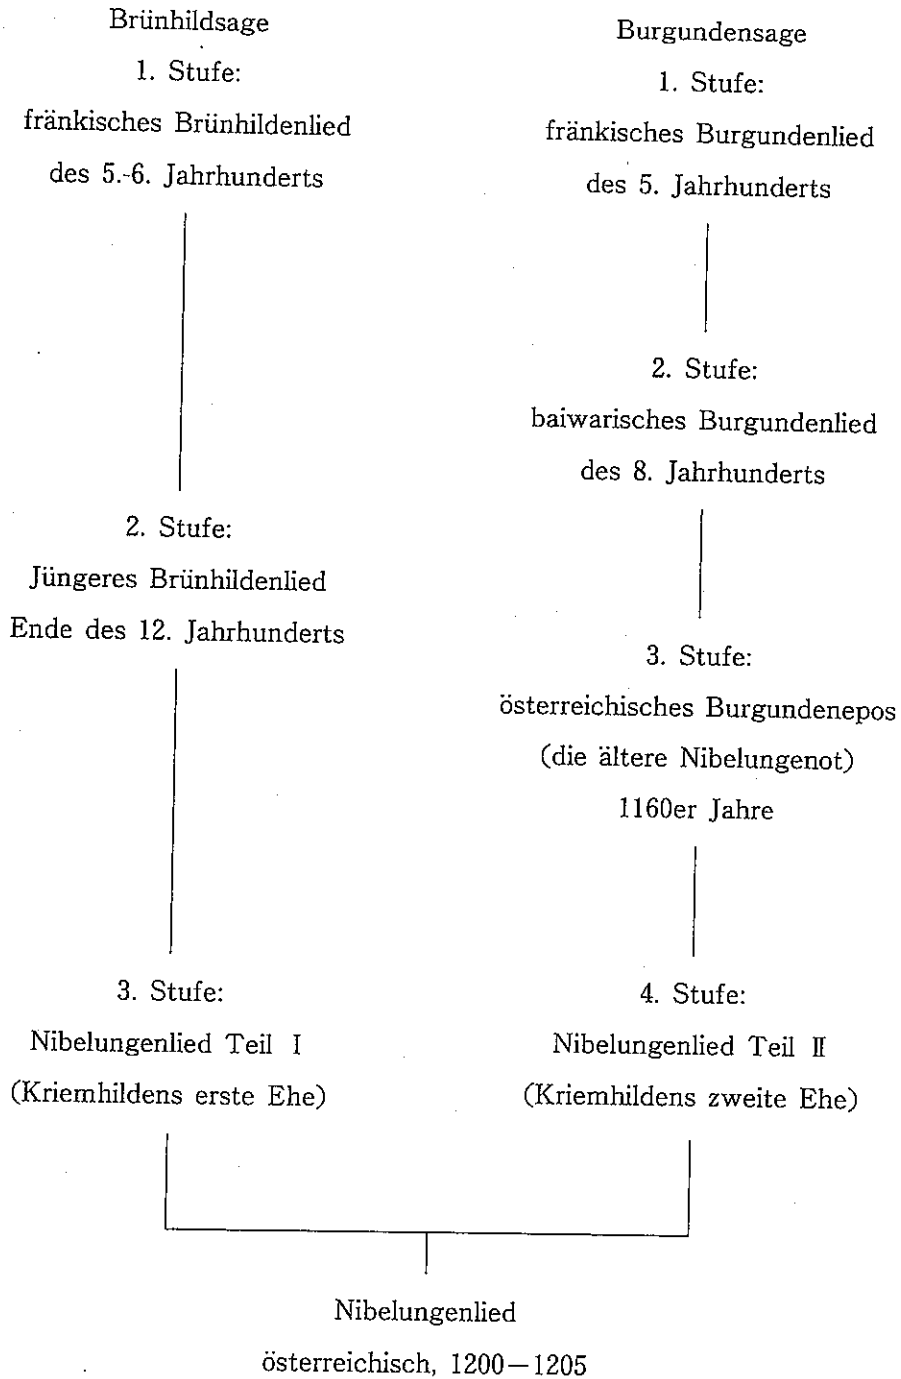 Brünhildsage
1. Stufe:
fränkisches Brünhildenlied
des 5.-6. Jahrhunderts
2. Stufe:
Jüngeres Brünhildenlied
Ende des 12. Jahrhunderts
3. Stufe:
Nibelungenlied Teil I
(Kriemhildens erste Ehe)
Burgundensage
1. Stufe:
fränkisches Burgundenlied
des 5. Jahrhunderts
2. Stufe:
baiwarisches Burgundenlied
des 8. Jahrhunderts
3. Stufe:
österreichisches Burgundenepos
(die ältere Nibelungenot)
1160er Jahre
4. Stufe:
Nibelungenlied Teil II
(Kriemhildens zweite Ehe)
Nibelungenlied
österreichisch, 1200—1205